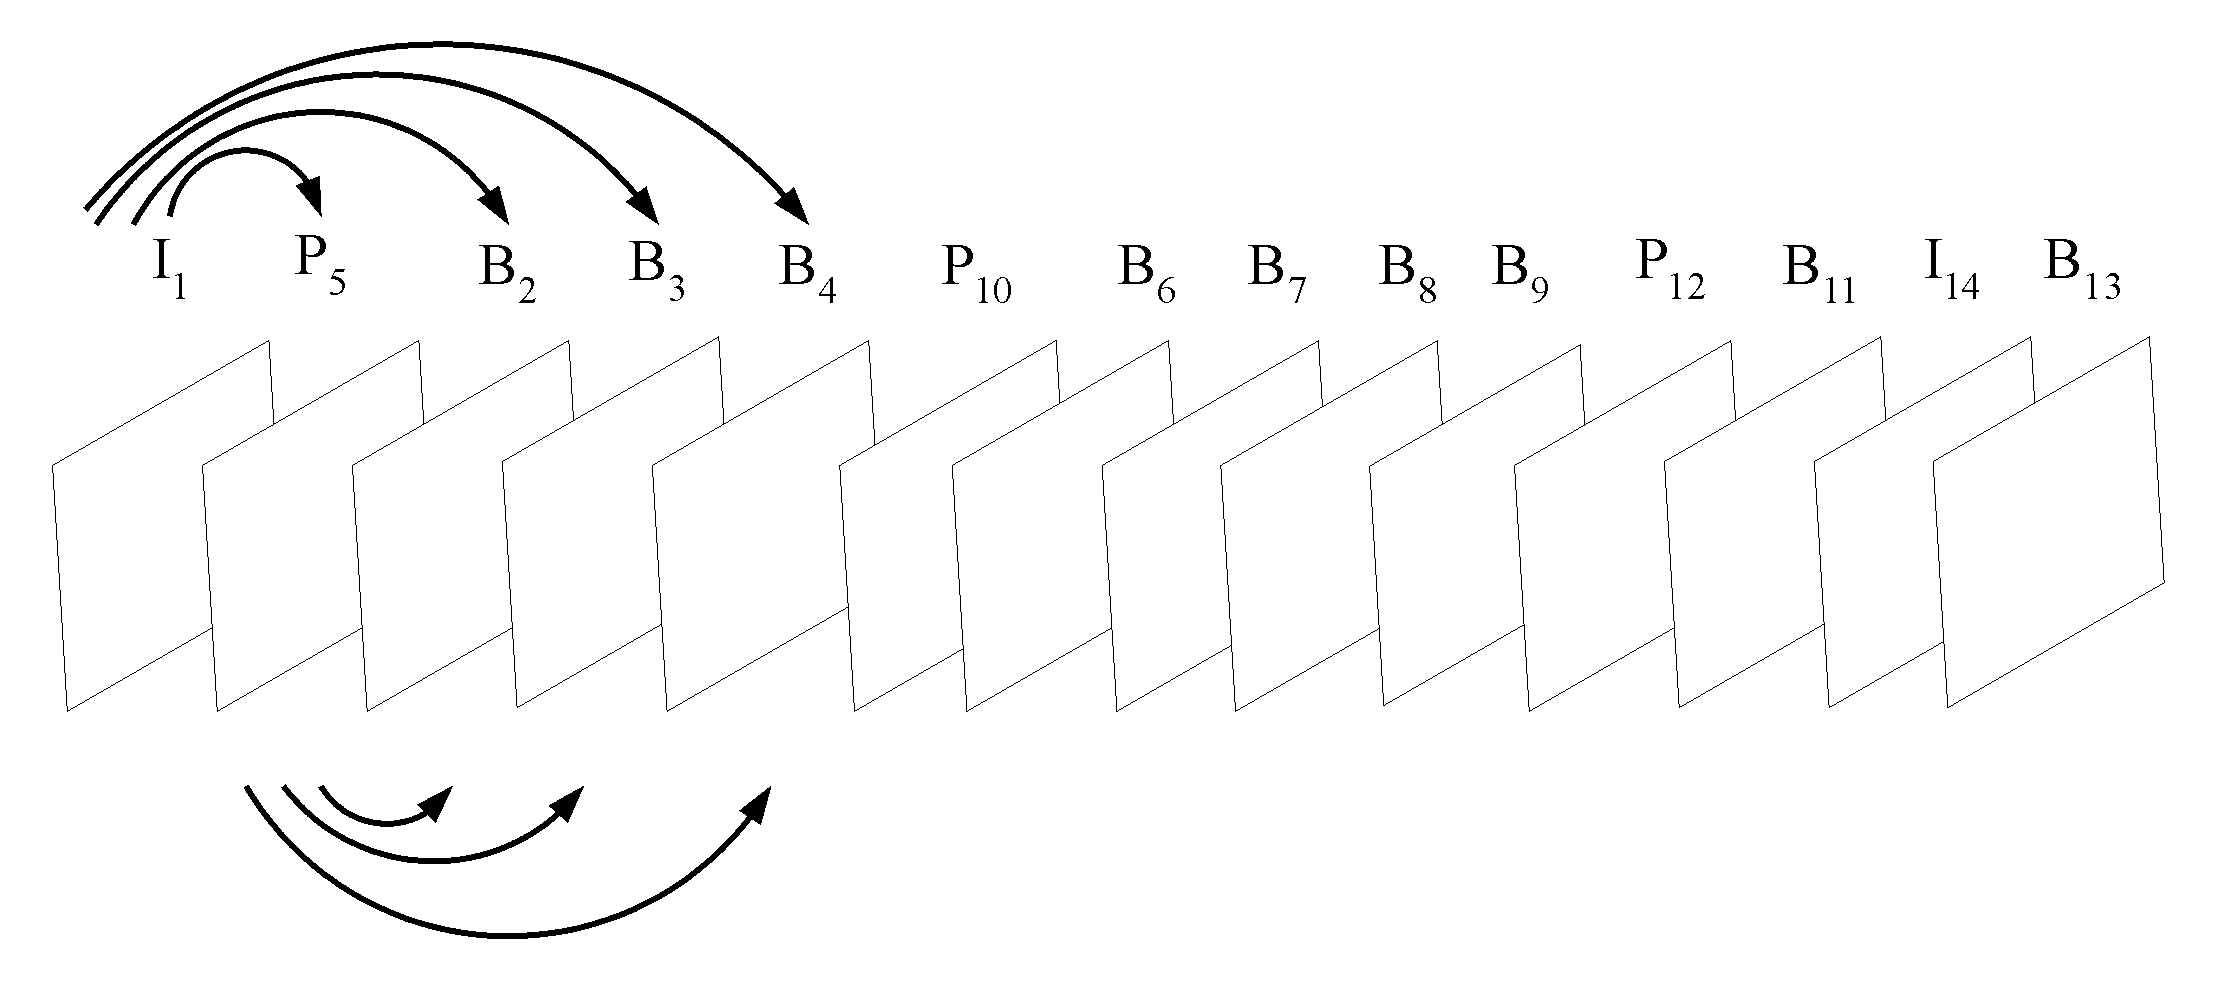 I₁ P₅ B₂ B₃ B₄ P₁₀ B₆ B₇ B₈ B₉ P₁₂ B₁₁ I₁₄ B₁₃